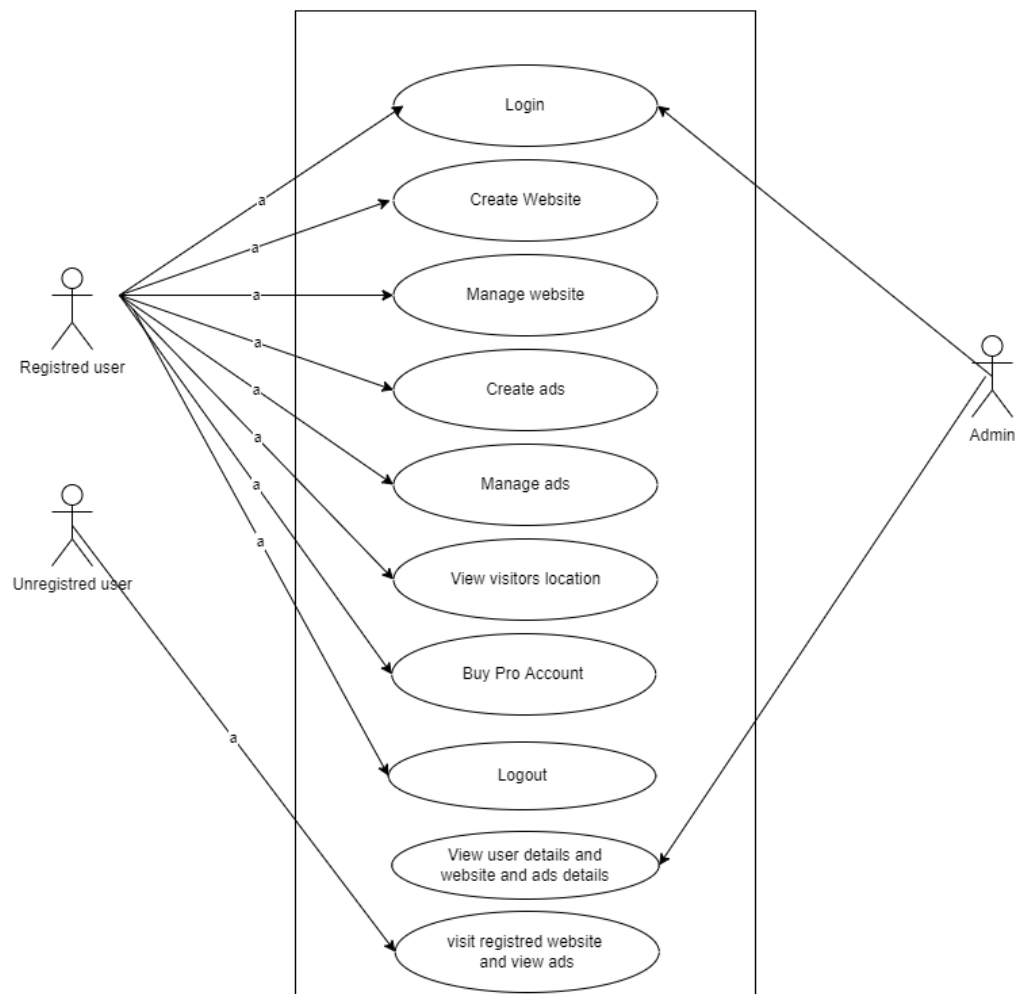 Login
a
Create Website
a
Manage website
a
Registred user
a
Create ads
Admin
a
Manage ads
a
a
View visitors location
Unregistred user
a
Buy Pro Account
a
Logout
View user details and
website and ads details
visit registred website
and view ads